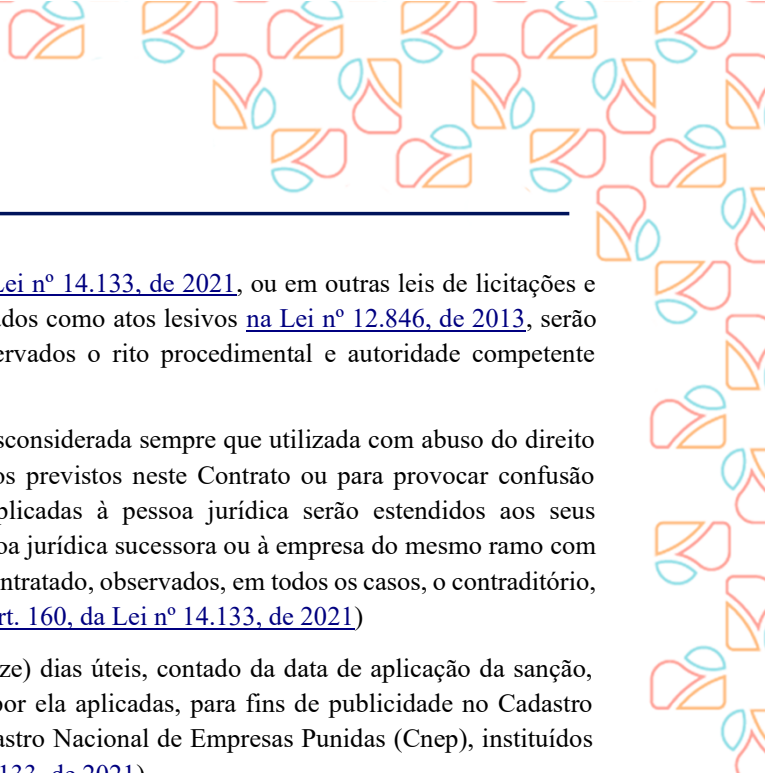 Lei nº 14.133, de 2021, ou em outras leis de licitações e
dos como atos lesivos na Lei nº 12.846, de 2013, serão
ervados o rito procedimental e autoridade competente
sconsiderada sempre que utilizada com abuso do direito
os previstos neste Contrato ou para provocar confusão
plicadas à pessoa jurídica serão estendidos aos seus
oa jurídica sucessora ou à empresa do mesmo ramo com
ntratado, observados, em todos os casos, o contraditório,
rt. 160, da Lei nº 14.133, de 2021)
ze) dias úteis, contado da data de aplicação da sanção,
por ela aplicadas, para fins de publicidade no Cadastro
astro Nacional de Empresas Punidas (Cnep), instituídos
133, de 2021)